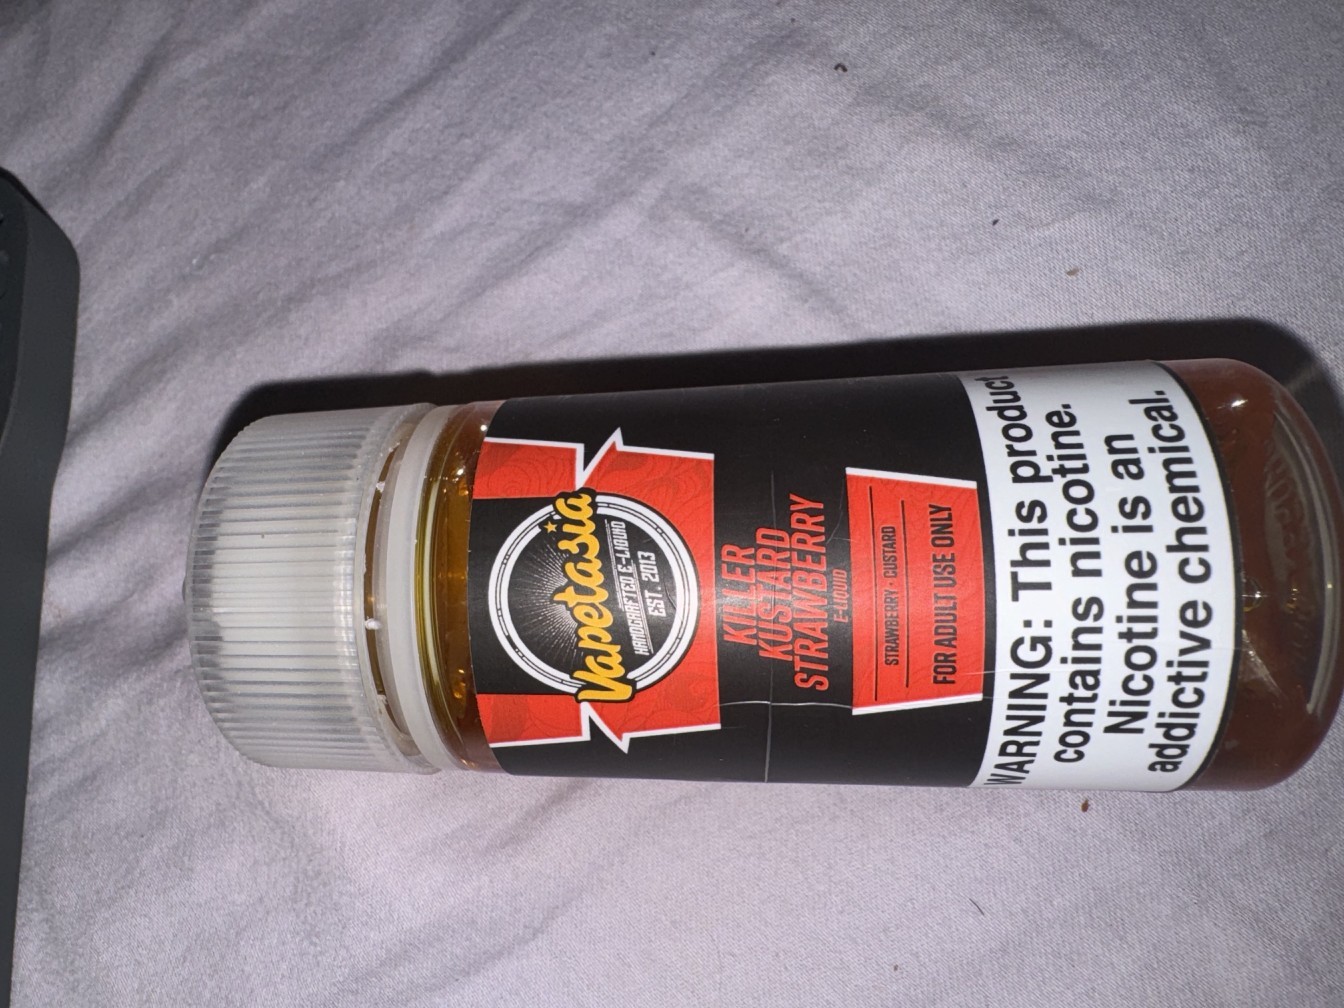 Vapetasia
HANDCRAFTED E-LIQUID
EST. 2013
KILLER
KUSTARD
STRAWBERRY
E-LIQUID
STRAWBERRY • CUSTARD
FOR ADULT USE ONLY
WARNING: This product
contains nicotine.
Nicotine is an
addictive chemical.